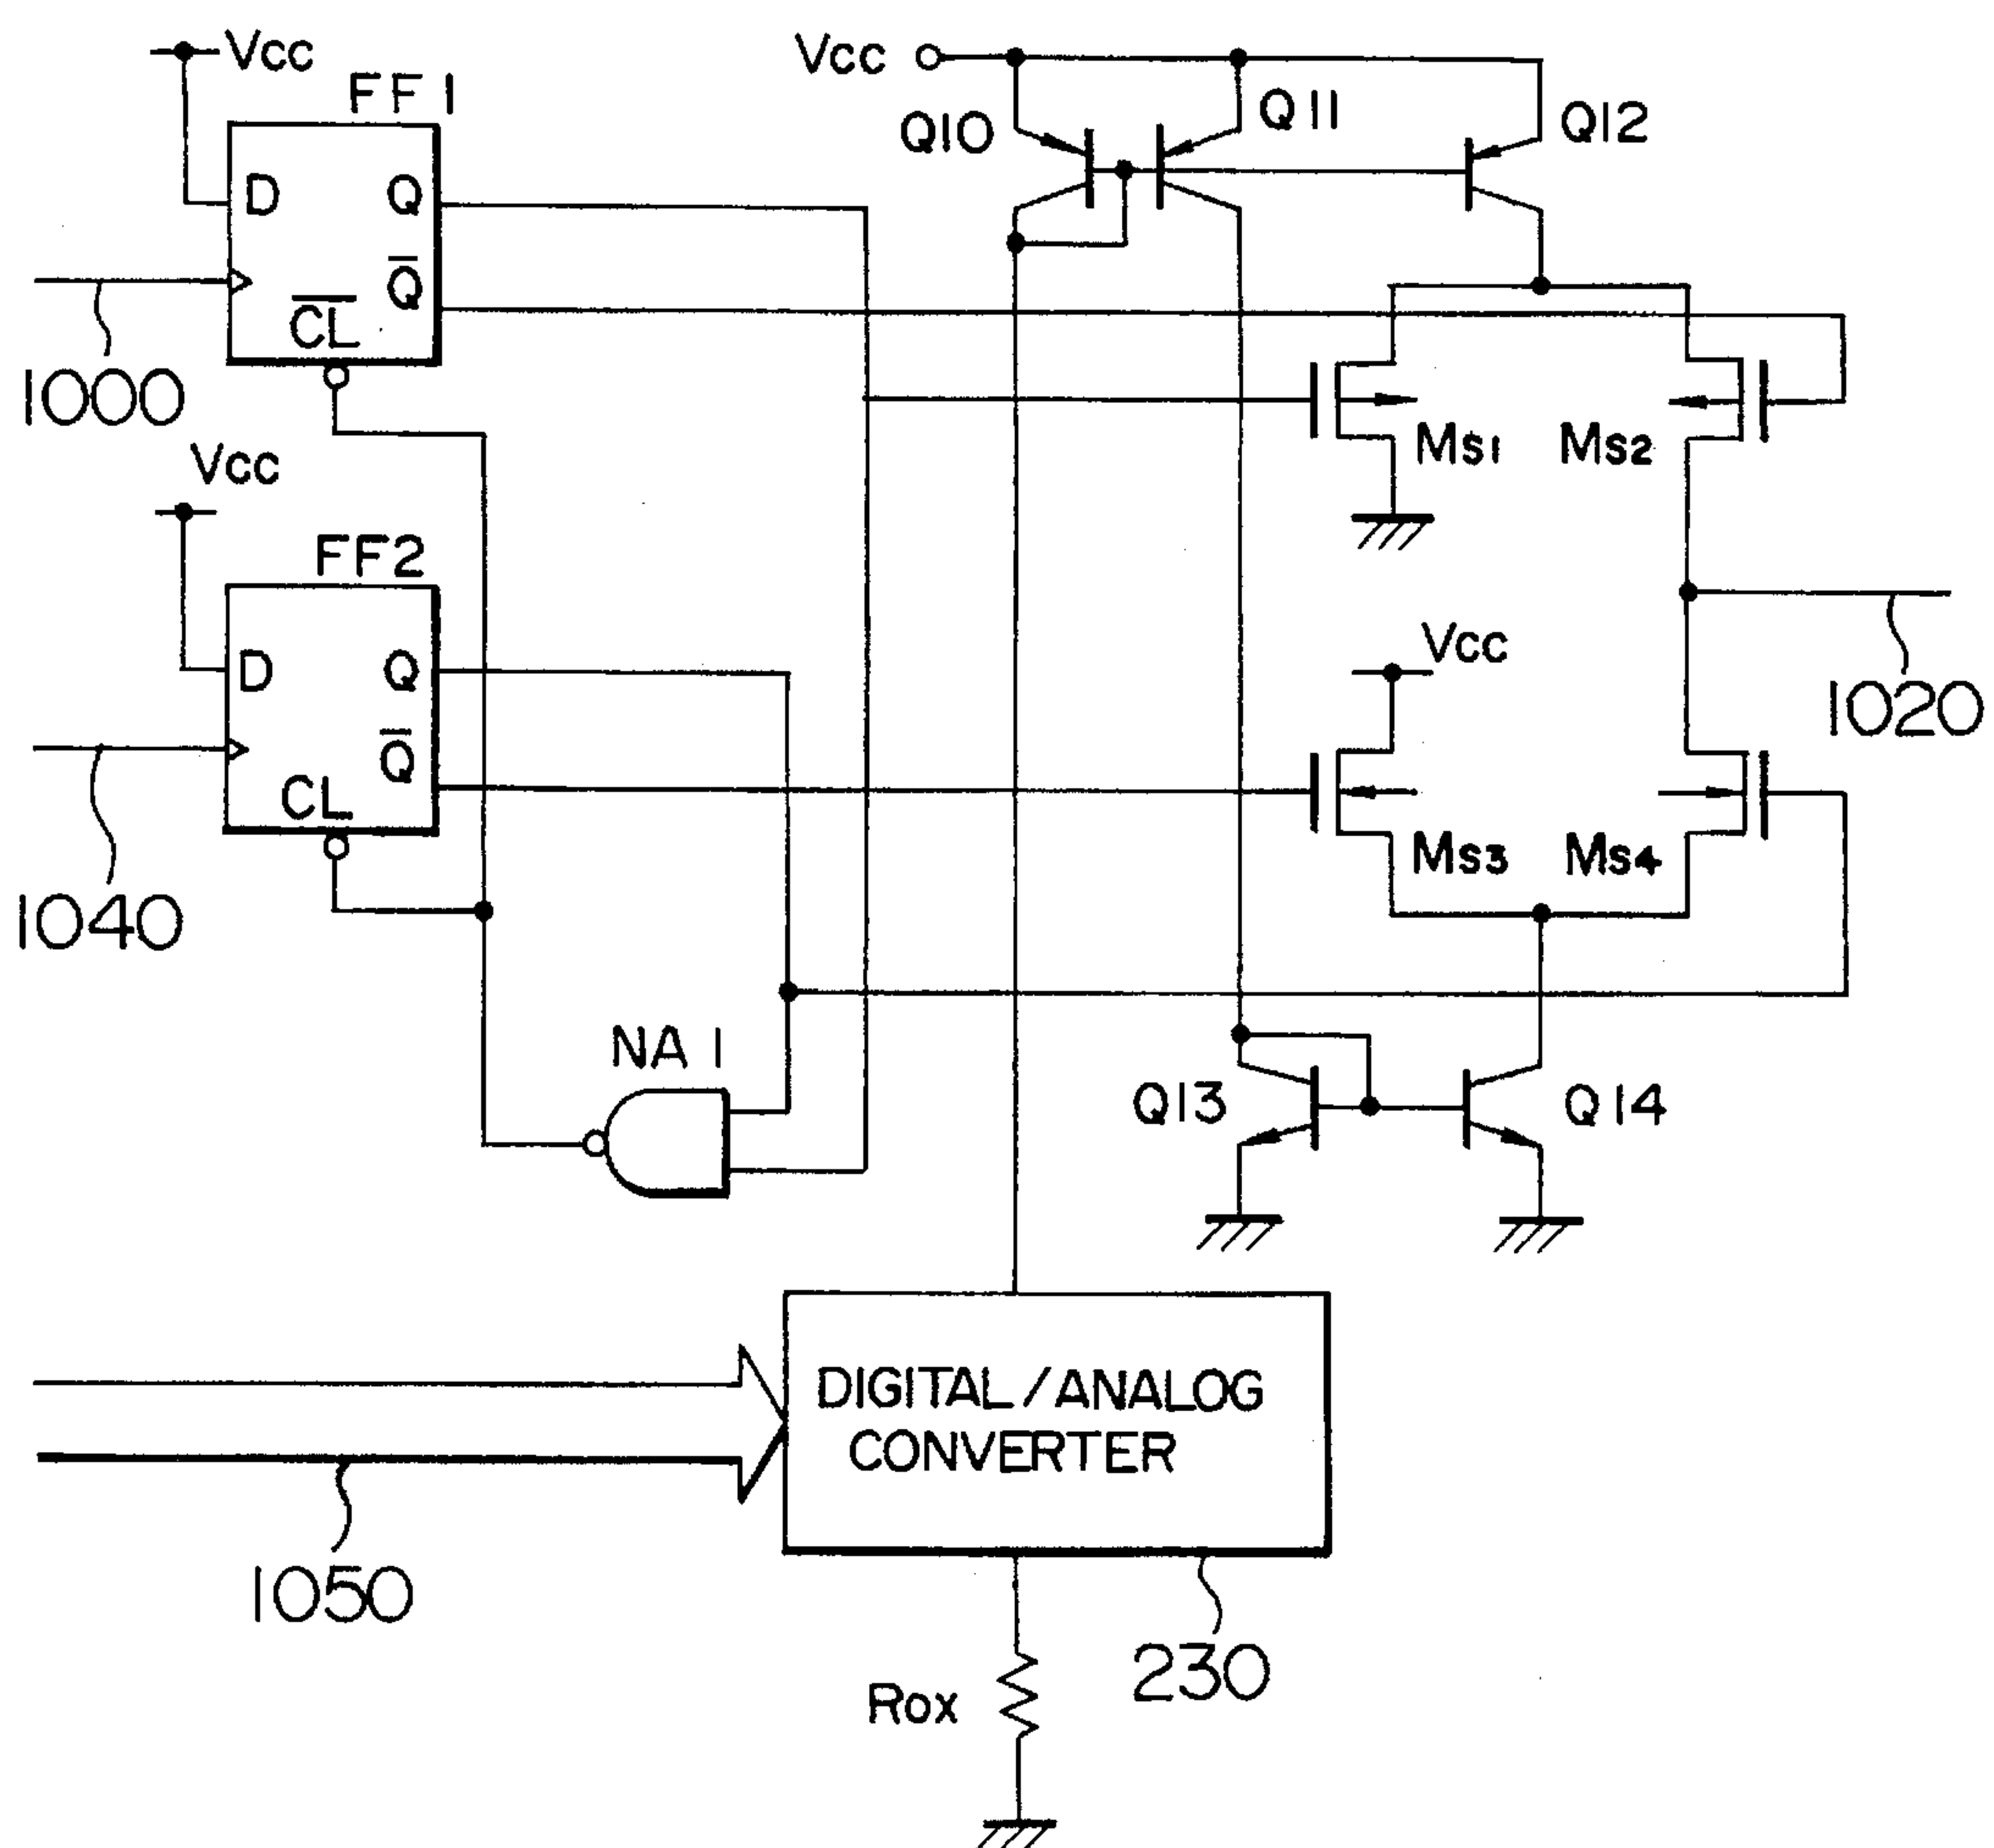 Vcc
FF1
D
Q
Q̅
C̅L̅
1000
Vcc
Q10
Q11
Q12
Ms1
Ms2
Vcc
FF2
D
Q
Q̅
CL
1040
Vcc
1020
Ms3
Ms4
NA1
Q13
Q14
DIGITAL/ANALOG
CONVERTER
1050
230
Rox